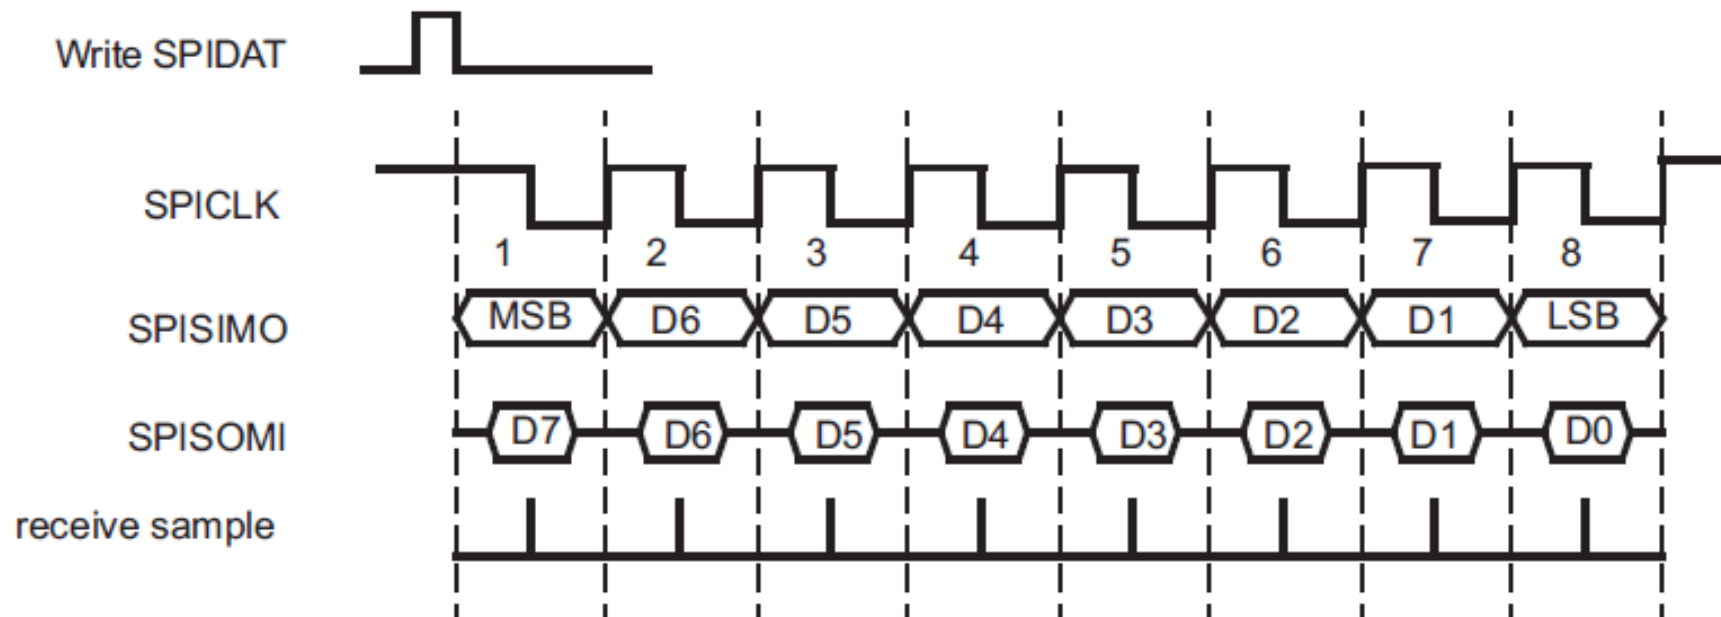 Write SPIDAT
SPICLK
1 2 3 4 5 6 7 8
SPISIMO MSB D6 D5 D4 D3 D2 D1 LSB
SPISOMI D7 D6 D5 D4 D3 D2 D1 D0
receive sample